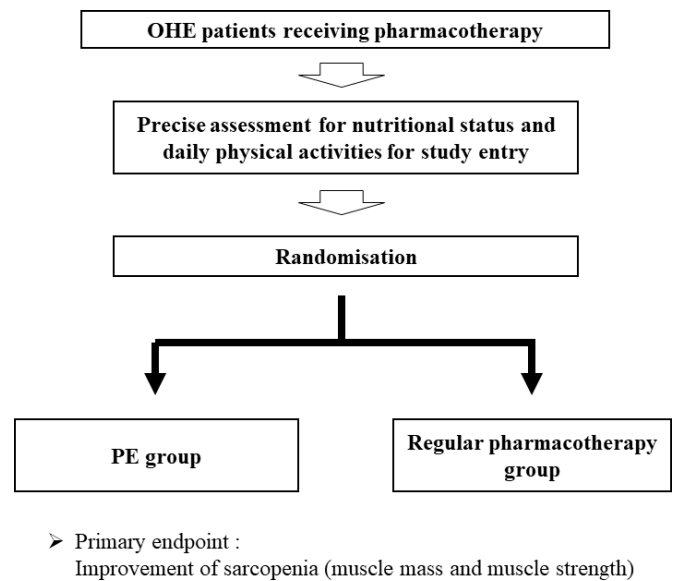 OHE patients receiving pharmacotherapy
Precise assessment for nutritional status and
daily physical activities for study entry
Randomisation
PE group
Regular pharmacotherapy
group
➢ Primary endpoint :
Improvement of sarcopenia (muscle mass and muscle strength)